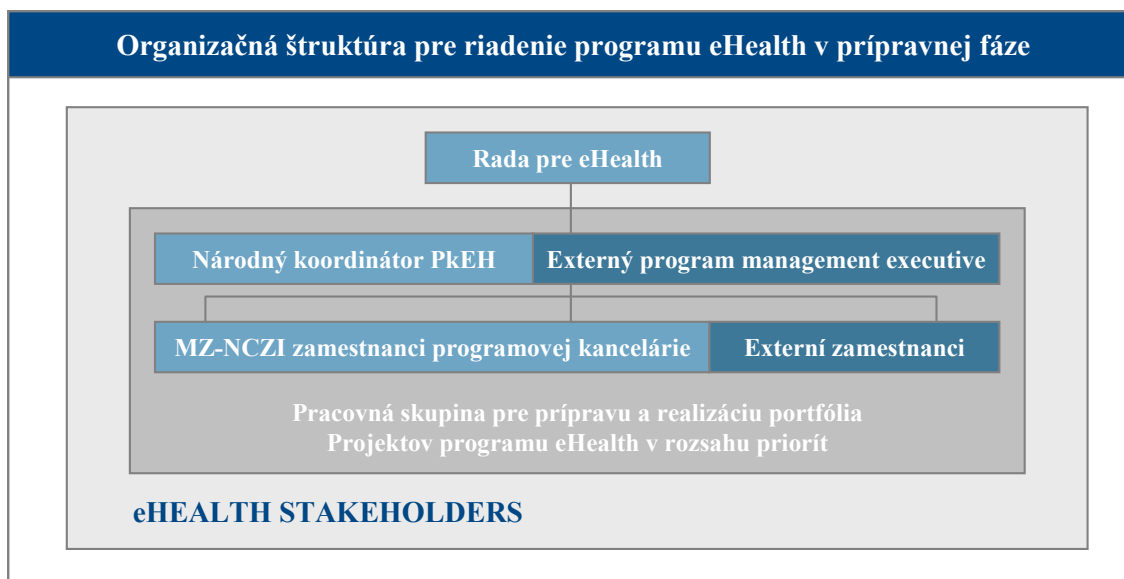 Organizačná štruktúra pre riadenie programu eHealth v prípravnej fáze
Rada pre eHealth
Národný koordinátor PkEH
Externý program management executive
MZ-NCZI zamestnanci programovej kancelárie
Externí zamestnanci
Pracovná skupina pre prípravu a realizáciu portfólia
Projektov programu eHealth v rozsahu priorít
eHEALTH STAKEHOLDERS